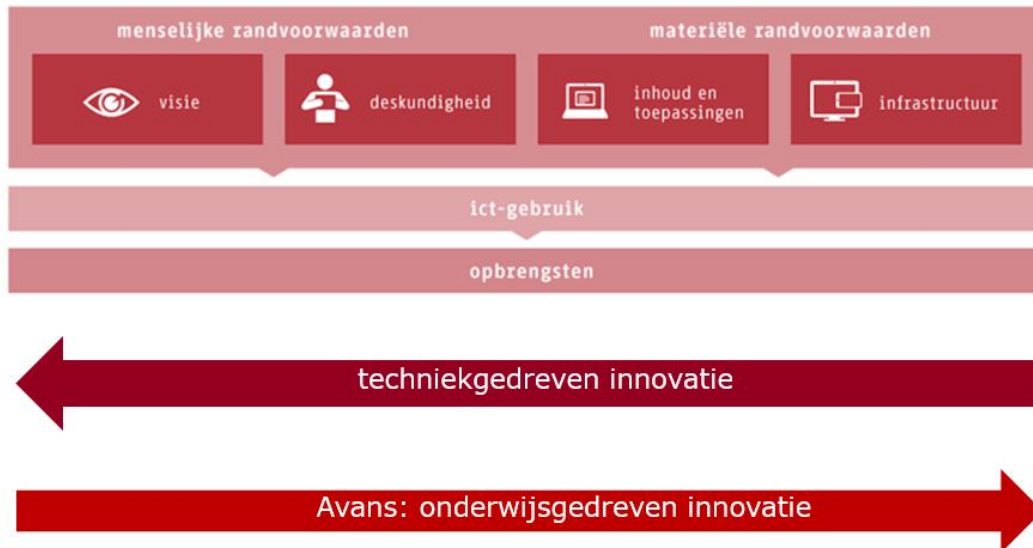 menselijke randvoorwaarden
materiële randvoorwaarden
visie
deskundigheid
inhoud en
toepassingen
infrastructuur
ict-gebruik
opbrengsten
techniekgedreven innovatie
Avans: onderwijsgedreven innovatie